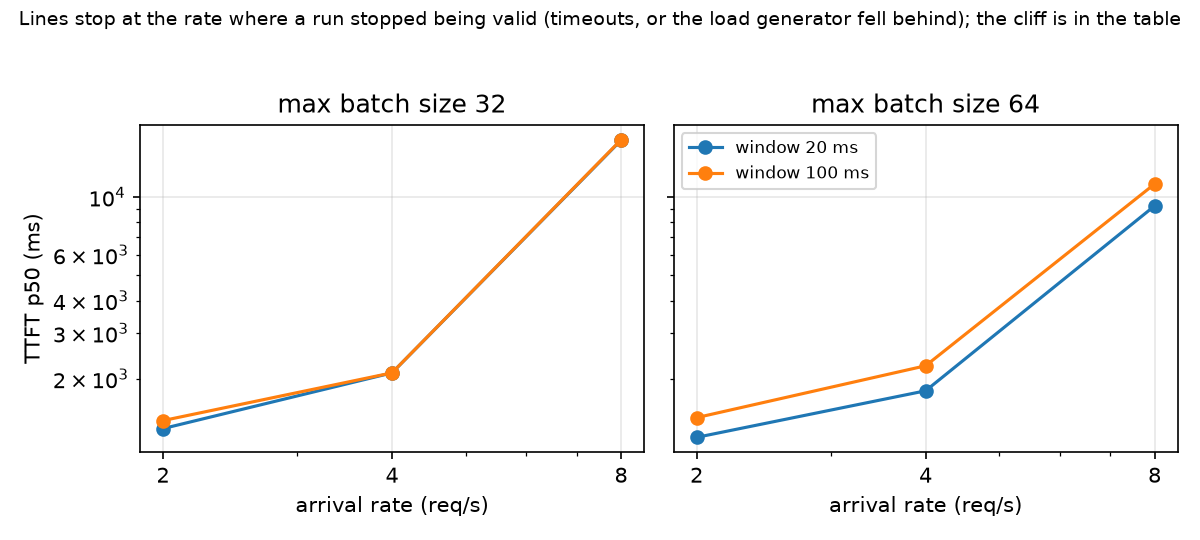 Lines stop at the rate where a run stopped being valid (timeouts, or the load generator fell behind); the cliff is in the table
max batch size 32
max batch size 64
TTFT p50 (ms)
10⁴
6 × 10³
4 × 10³
3 × 10³
2 × 10³
window 20 ms
window 100 ms
2
4
8
2
4
8
arrival rate (req/s)
arrival rate (req/s)